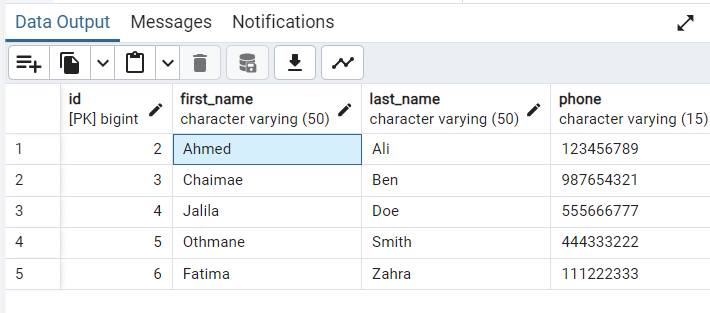 Data Output Messages Notifications
id first_name last_name phone
[PK] bigint character varying (50) character varying (50) character varying (15)
1 2 Ahmed Ali 123456789
2 3 Chaimae Ben 987654321
3 4 Jalila Doe 555666777
4 5 Othmane Smith 444333222
5 6 Fatima Zahra 111222333